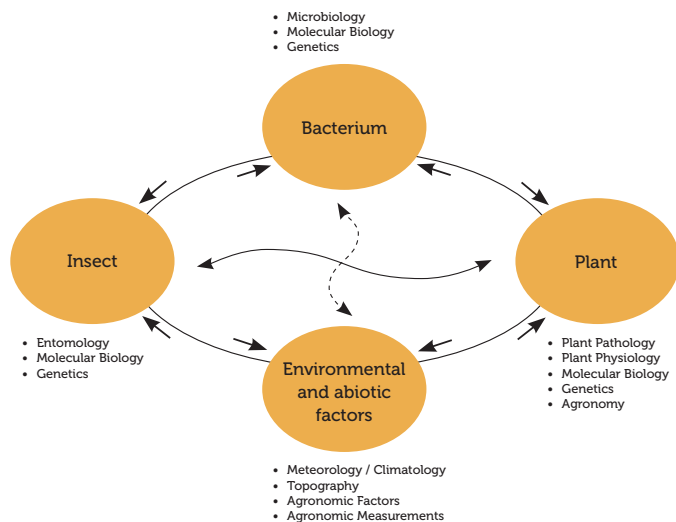 • Microbiology
• Molecular Biology
• Genetics
Bacterium
Insect
Plant
• Entomology
• Molecular Biology
• Genetics
• Plant Pathology
• Plant Physiology
• Molecular Biology
• Genetics
• Agronomy
Environmental
and abiotic
factors
• Meteorology / Climatology
• Topography
• Agronomic Factors
• Agronomic Measurements